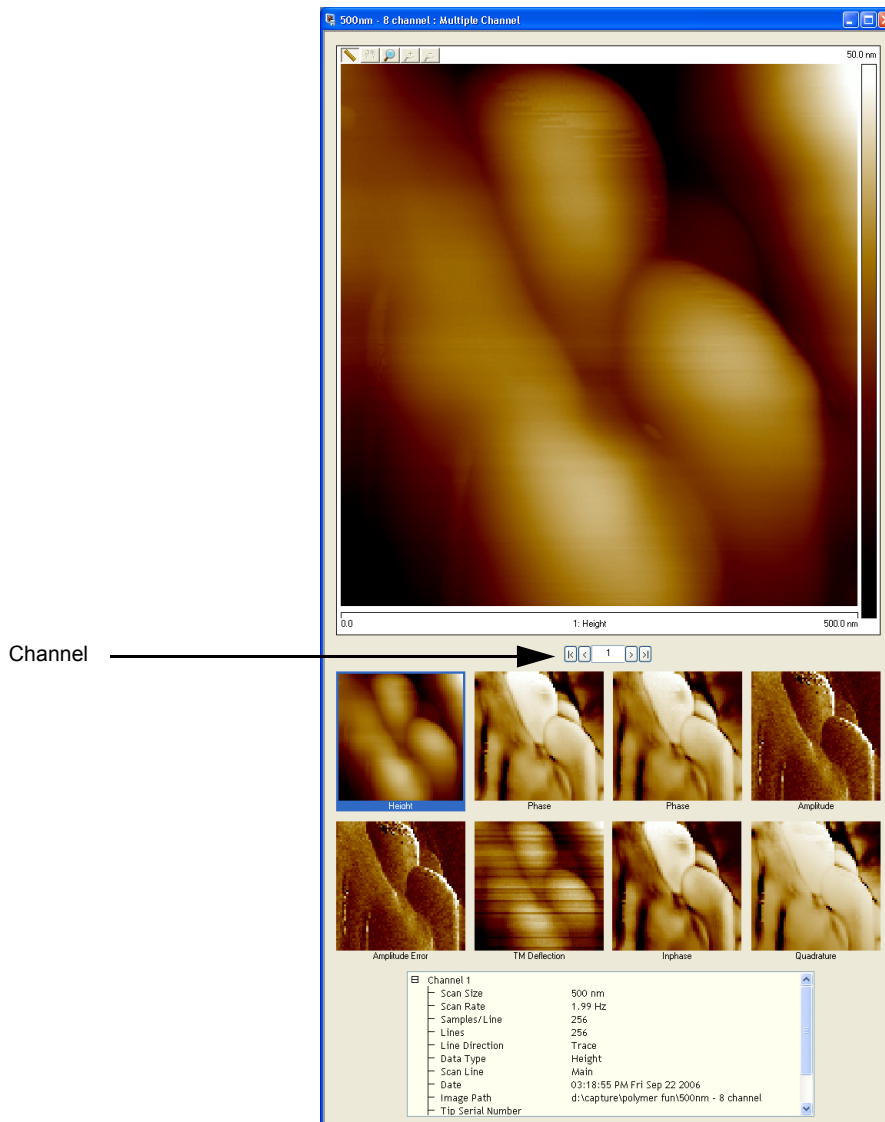 500nm - 8 channel : Multiple Channel
50.0 nm
0.0 1: Height 500.0 nm
Channel
1
Height Phase Phase Amplitude
Amplitude Error TM Deflection Inphase Quadrature
Channel 1
Scan Size 500 nm
Scan Rate 1.99 Hz
Samples/Line 256
Lines 256
Line Direction Trace
Data Type Height
Scan Line Main
Date 03:18:55 PM Fri Sep 22 2006
Image Path d:\capture\polymer fun\500nm - 8 channel
Tip Serial Number